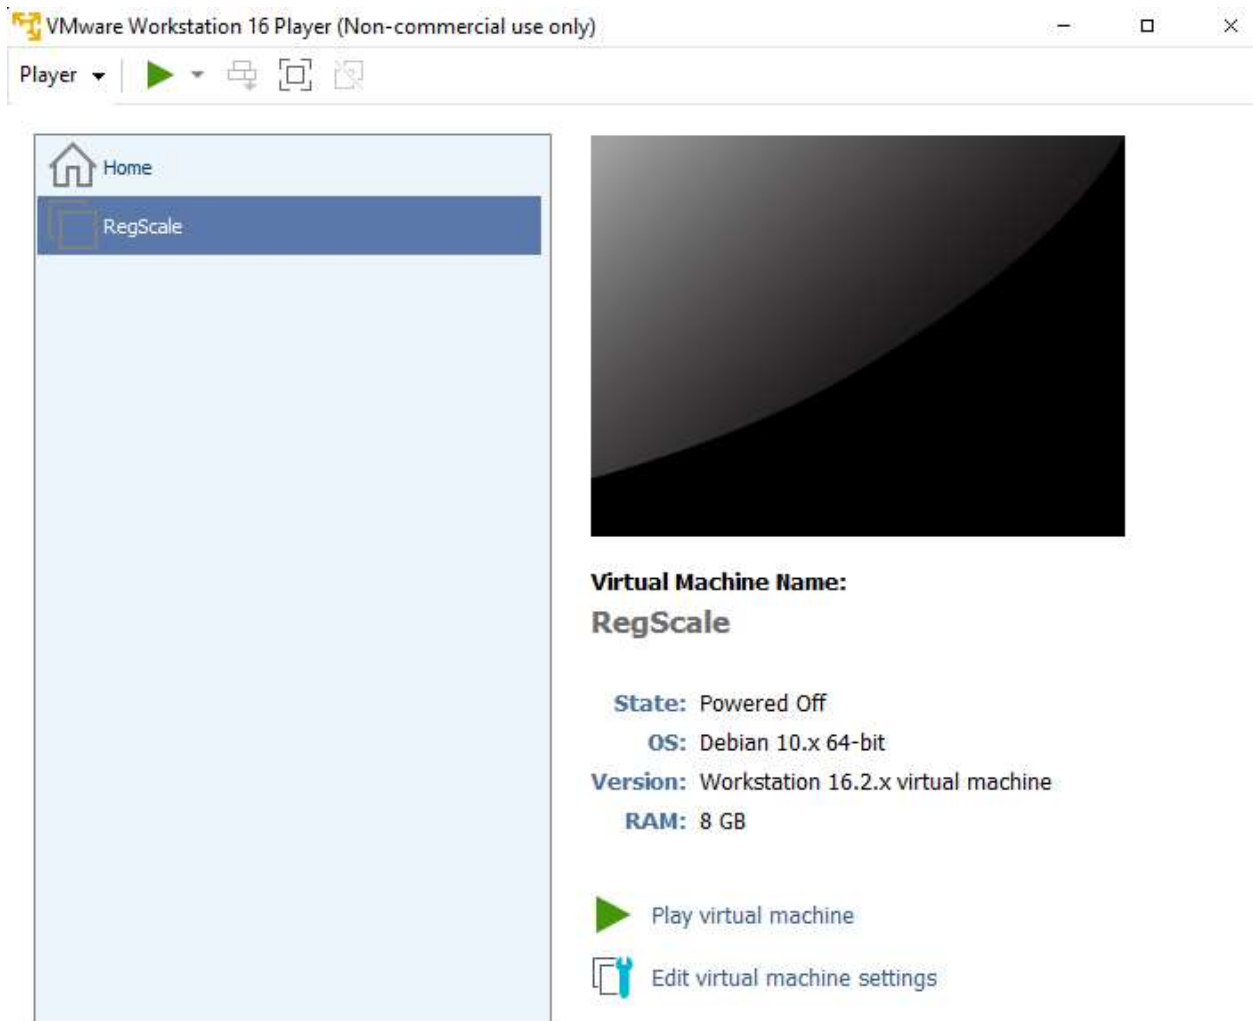 VMware Workstation 16 Player (Non-commercial use only)
Player
Home
RegScale
Virtual Machine Name:
RegScale
State: Powered Off
OS: Debian 10.x 64-bit
Version: Workstation 16.2.x virtual machine
RAM: 8 GB
Play virtual machine
Edit virtual machine settings